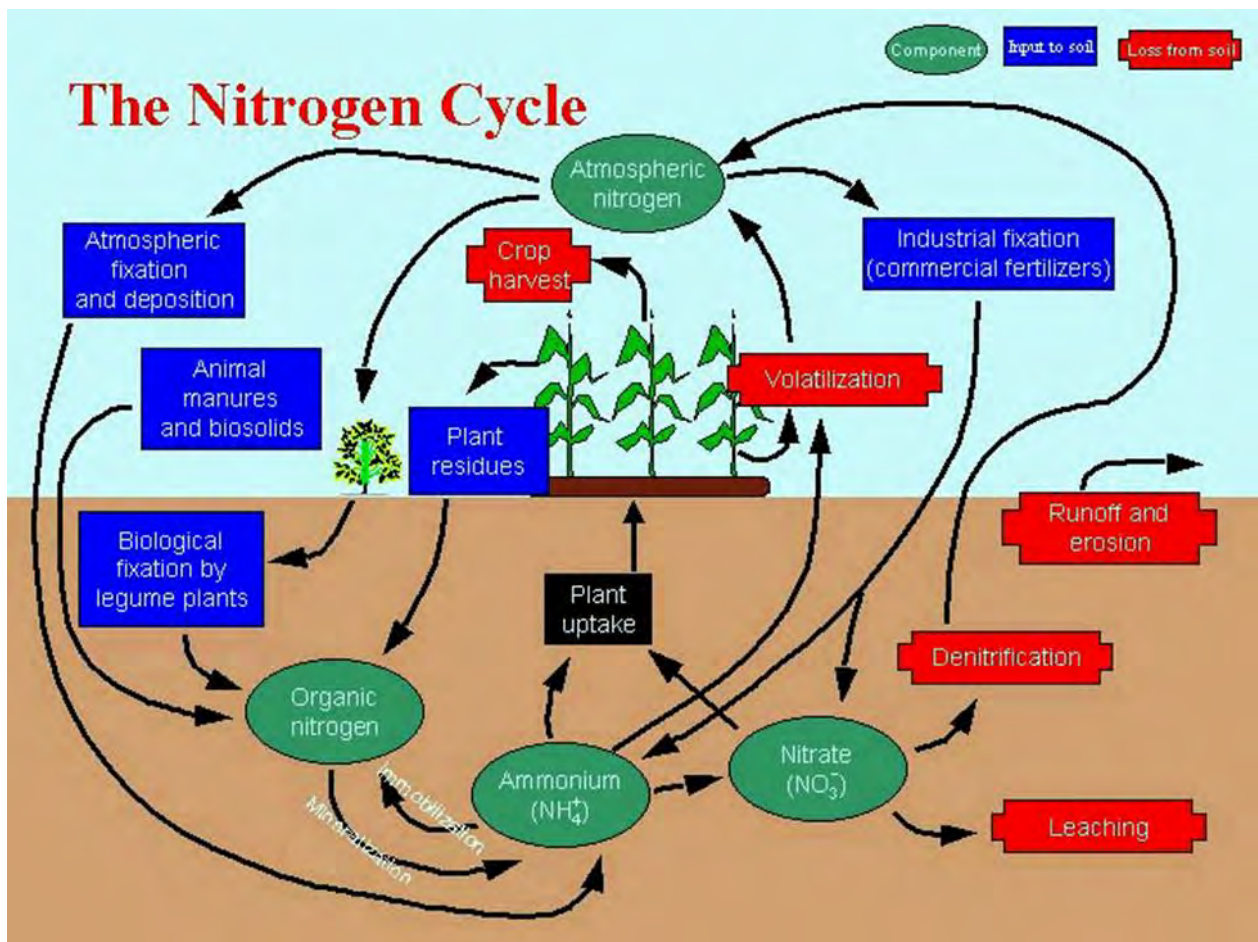 Component
Input to soil
Loss from soil
The Nitrogen Cycle
Atmospheric
nitrogen
Atmospheric
fixation
and deposition
Industrial fixation
(commercial fertilizers)
Crop
harvest
Animal
manures
and biosolids
Volatilization
Plant
residues
Runoff and
erosion
Biological
fixation by
legume plants
Plant
uptake
Denitrification
Organic
nitrogen
Ammonium
(NH₄⁺)
Nitrate
(NO₃⁻)
Immobilization
Mineralization
Leaching